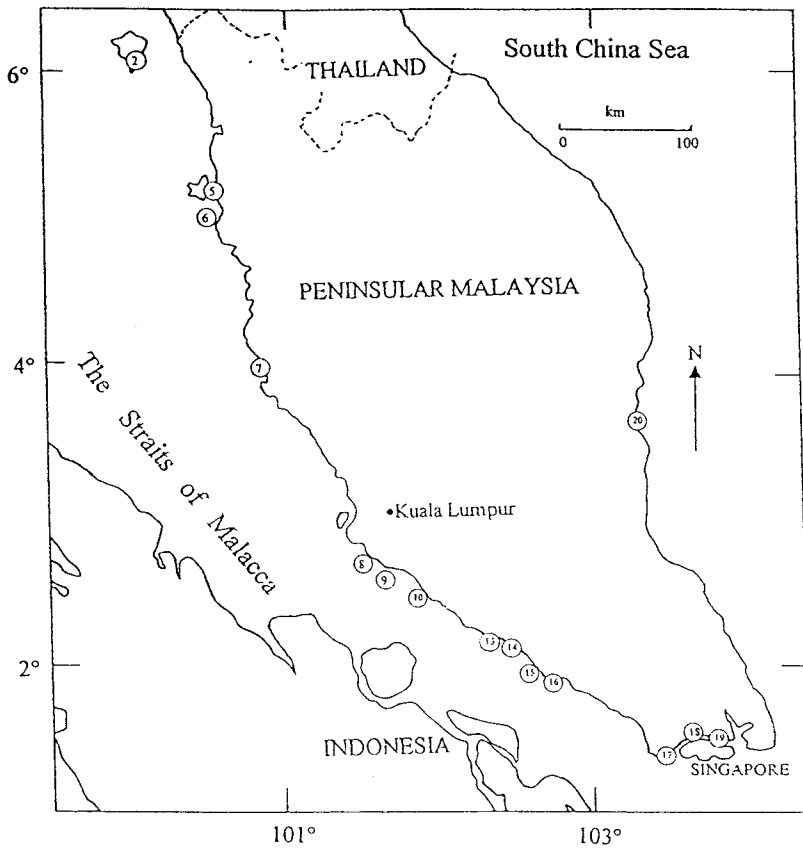 South China Sea
6°
2
THAILAND
km
0 100
5
6
PENINSULAR MALAYSIA
N
4°
7
The Straits of Malacca
20
Kuala Lumpur
8
9
10
13
14
15
16
2°
INDONESIA
17
18
19
SINGAPORE
101° 103°